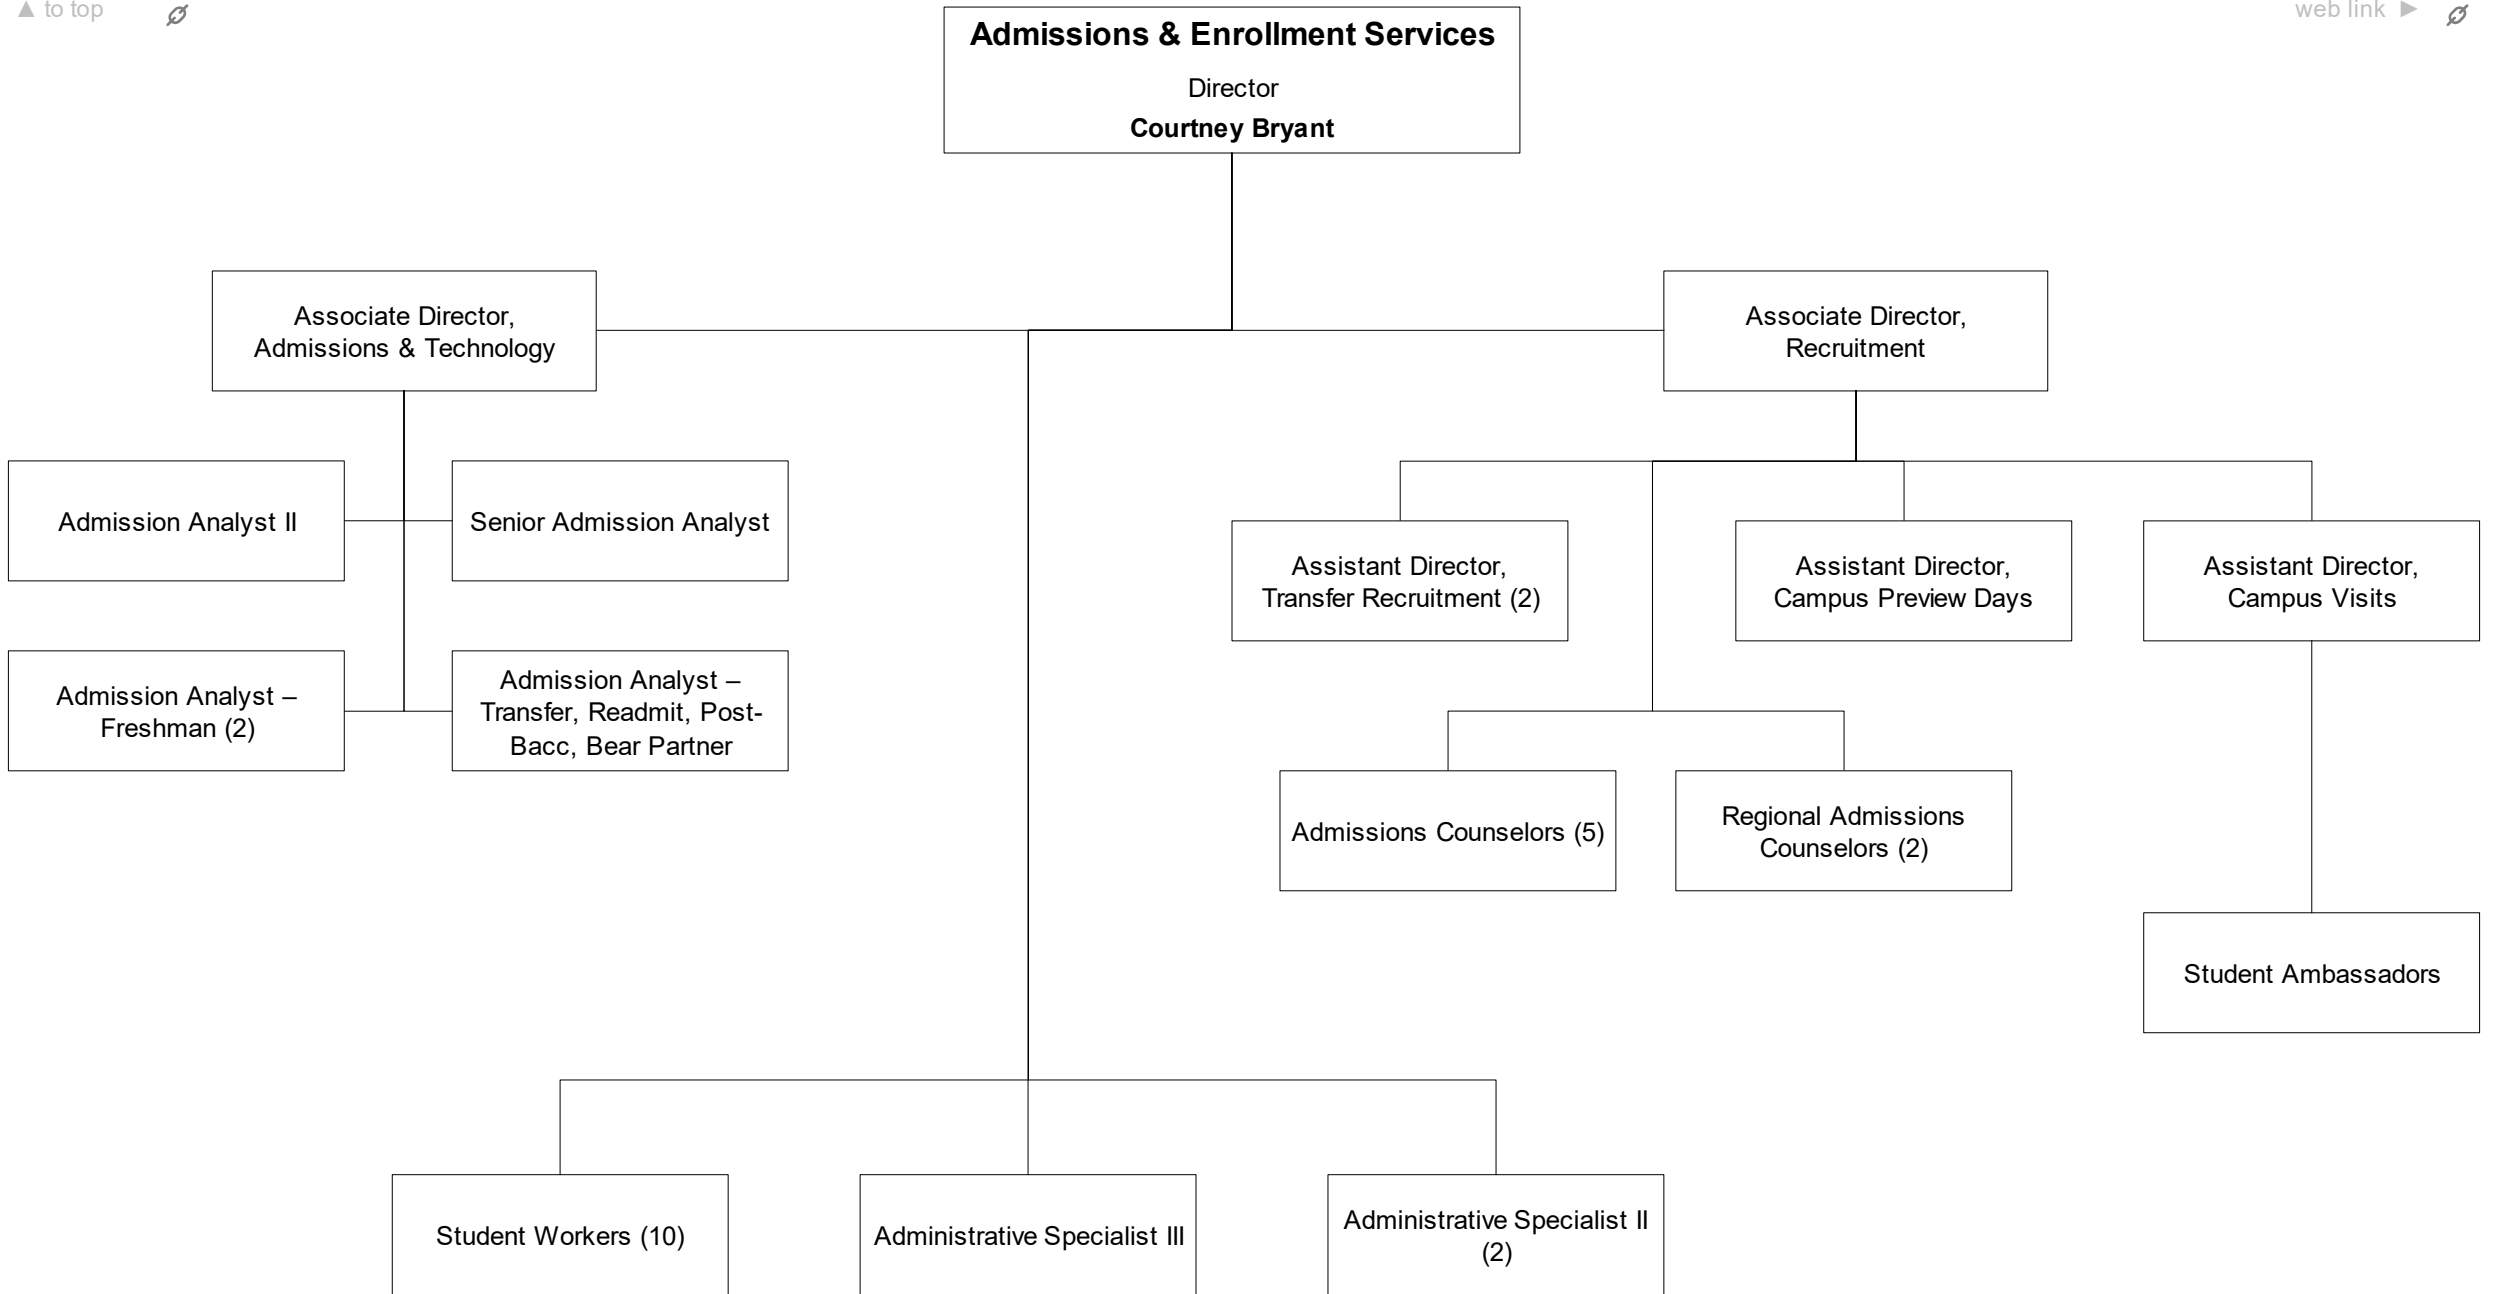 ▲ to top
web link ►
Admissions & Enrollment Services
Director
Courtney Bryant
Associate Director,
Admissions & Technology
Associate Director,
Recruitment
Admission Analyst II
Senior Admission Analyst
Assistant Director,
Transfer Recruitment (2)
Assistant Director,
Campus Preview Days
Assistant Director,
Campus Visits
Admission Analyst –
Freshman (2)
Admission Analyst –
Transfer, Readmit, Post-
Bacc, Bear Partner
Admissions Counselors (5)
Regional Admissions
Counselors (2)
Student Ambassadors
Student Workers (10)
Administrative Specialist III
Administrative Specialist II
(2)